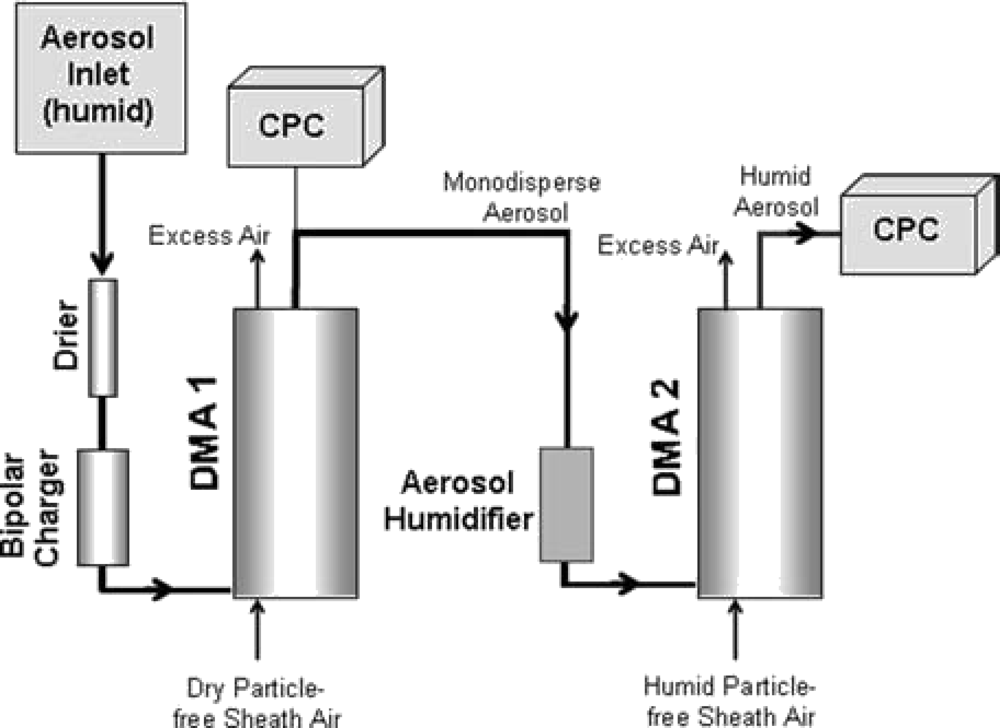 Aerosol
Inlet
(humid)
CPC
Monodisperse
Aerosol
Humid
Aerosol
CPC
Excess Air
Excess Air
Drier
DMA 1
DMA 2
Bipolar
Charger
Aerosol
Humidifier
Dry Particle-
free Sheath Air
Humid Particle-
free Sheath Air